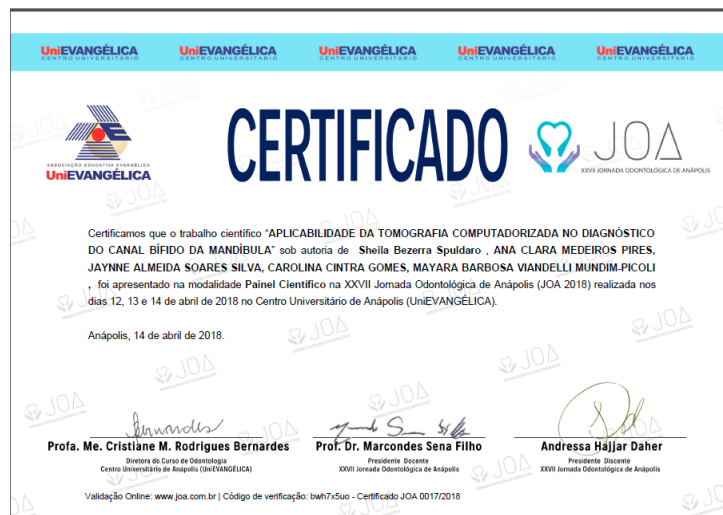 UniEVANGÉLICA UniEVANGÉLICA UniEVANGÉLICA UniEVANGÉLICA UniEVANGÉLICA
CENTRO UNIVERSITÁRIO CENTRO UNIVERSITÁRIO CENTRO UNIVERSITÁRIO CENTRO UNIVERSITÁRIO CENTRO UNIVERSITÁRIO
CERTIFICADO
ASSOCIAÇÃO EDUCATIVA EVANGÉLICA
UniEVANGÉLICA
JOA
XXVII JORNADA ODONTOLÓGICA DE ANÁPOLIS
Certificamos que o trabalho científico "APLICABILIDADE DA TOMOGRAFIA COMPUTADORIZADA NO DIAGNÓSTICO
DO CANAL BÍFIDO DA MANDÍBULA" sob autoria de Sheila Bezerra Spuldaro , ANA CLARA MEDEIROS PIRES,
JAYNNE ALMEIDA SOARES SILVA, CAROLINA CINTRA GOMES, MAYARA BARBOSA VIANDELLI MUNDIM-PICOLI
, foi apresentado na modalidade Painel Científico na XXVII Jornada Odontológica de Anápolis (JOA 2018) realizada nos
dias 12, 13 e 14 de abril de 2018 no Centro Universitário de Anápolis (UniEVANGÉLICA).
Anápolis, 14 de abril de 2018.
Profa. Me. Cristiane M. Rodrigues Bernardes
Diretora do Curso de Odontologia
Centro Universitário de Anápolis (UniEVANGÉLICA)
Prof. Dr. Marcondes Sena Filho
Presidente Docente
XXVII Jornada Odontológica de Anápolis
Andressa Hajjar Daher
Presidente Discente
XXVII Jornada Odontológica de Anápolis
Validação Online: www.joa.com.br | Código de verificação: bwh7x5uo - Certificado JOA 0017/2018